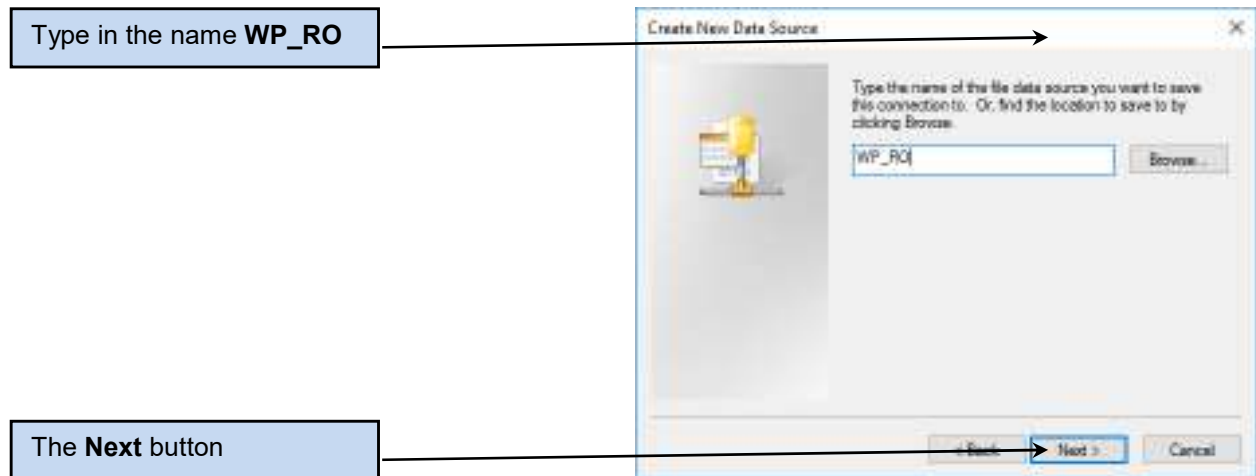 Type in the name WP_RO
Create New Data Source
Type the name of the file data source you want to save
this connection to. Or, find the location to save to by
clicking Browse.
WP_RO
Browse...
The Next button
< Back
Next >
Cancel